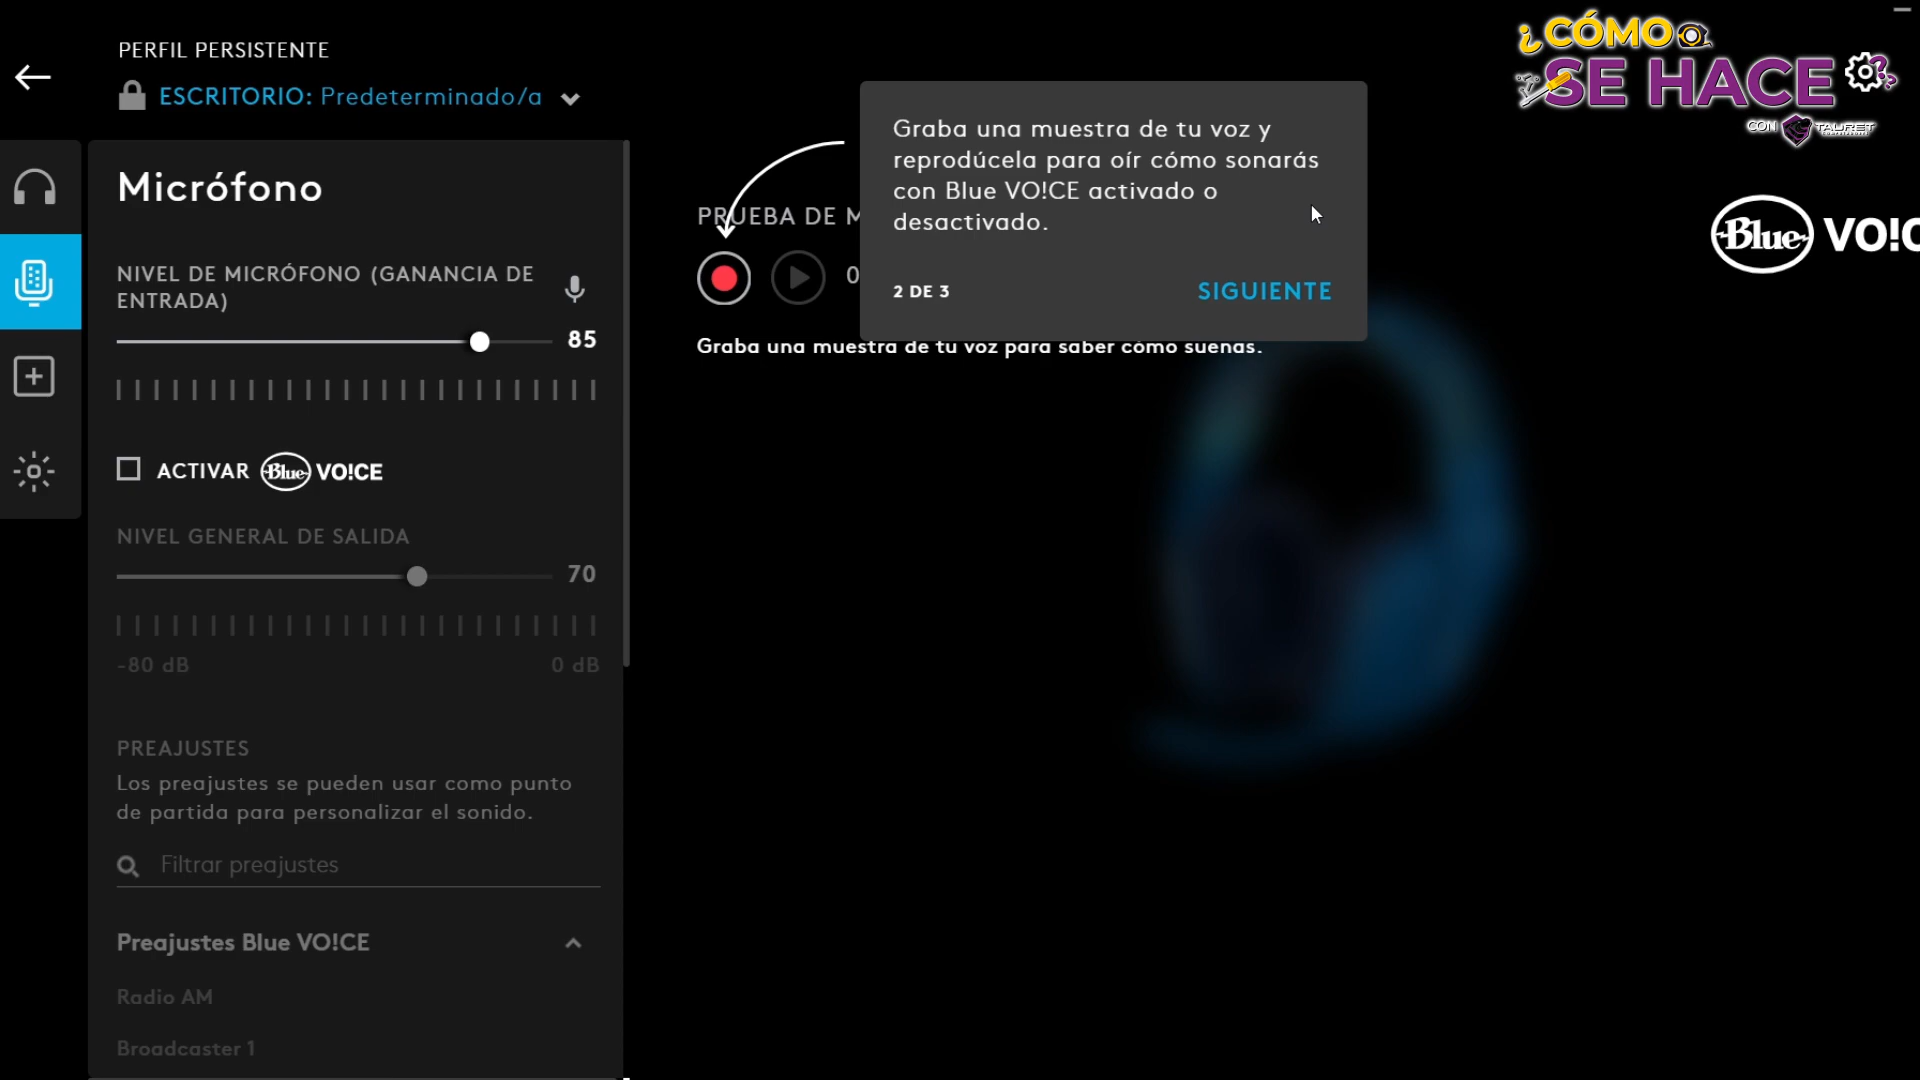 PERFIL PERSISTENTE
ESCRITORIO: Predeterminado/a
¿CÓMO
SE HACE
?
CON TAURET
Micrófono
NIVEL DE MICRÓFONO (GANANCIA DE
ENTRADA)
85
ACTIVAR Blue VO!CE
NIVEL GENERAL DE SALIDA
70
-80 dB
0 dB
PREAJUSTES
Los preajustes se pueden usar como punto
de partida para personalizar el sonido.
Filtrar preajustes
Preajustes Blue VO!CE
Radio AM
Broadcaster 1
PRUEBA DE M
0
Graba una muestra de tu voz para saber cómo suenas.
Graba una muestra de tu voz y
reprodúcela para oír cómo sonarás
con Blue VO!CE activado o
desactivado.
2 DE 3
SIGUIENTE
Blue VO!C